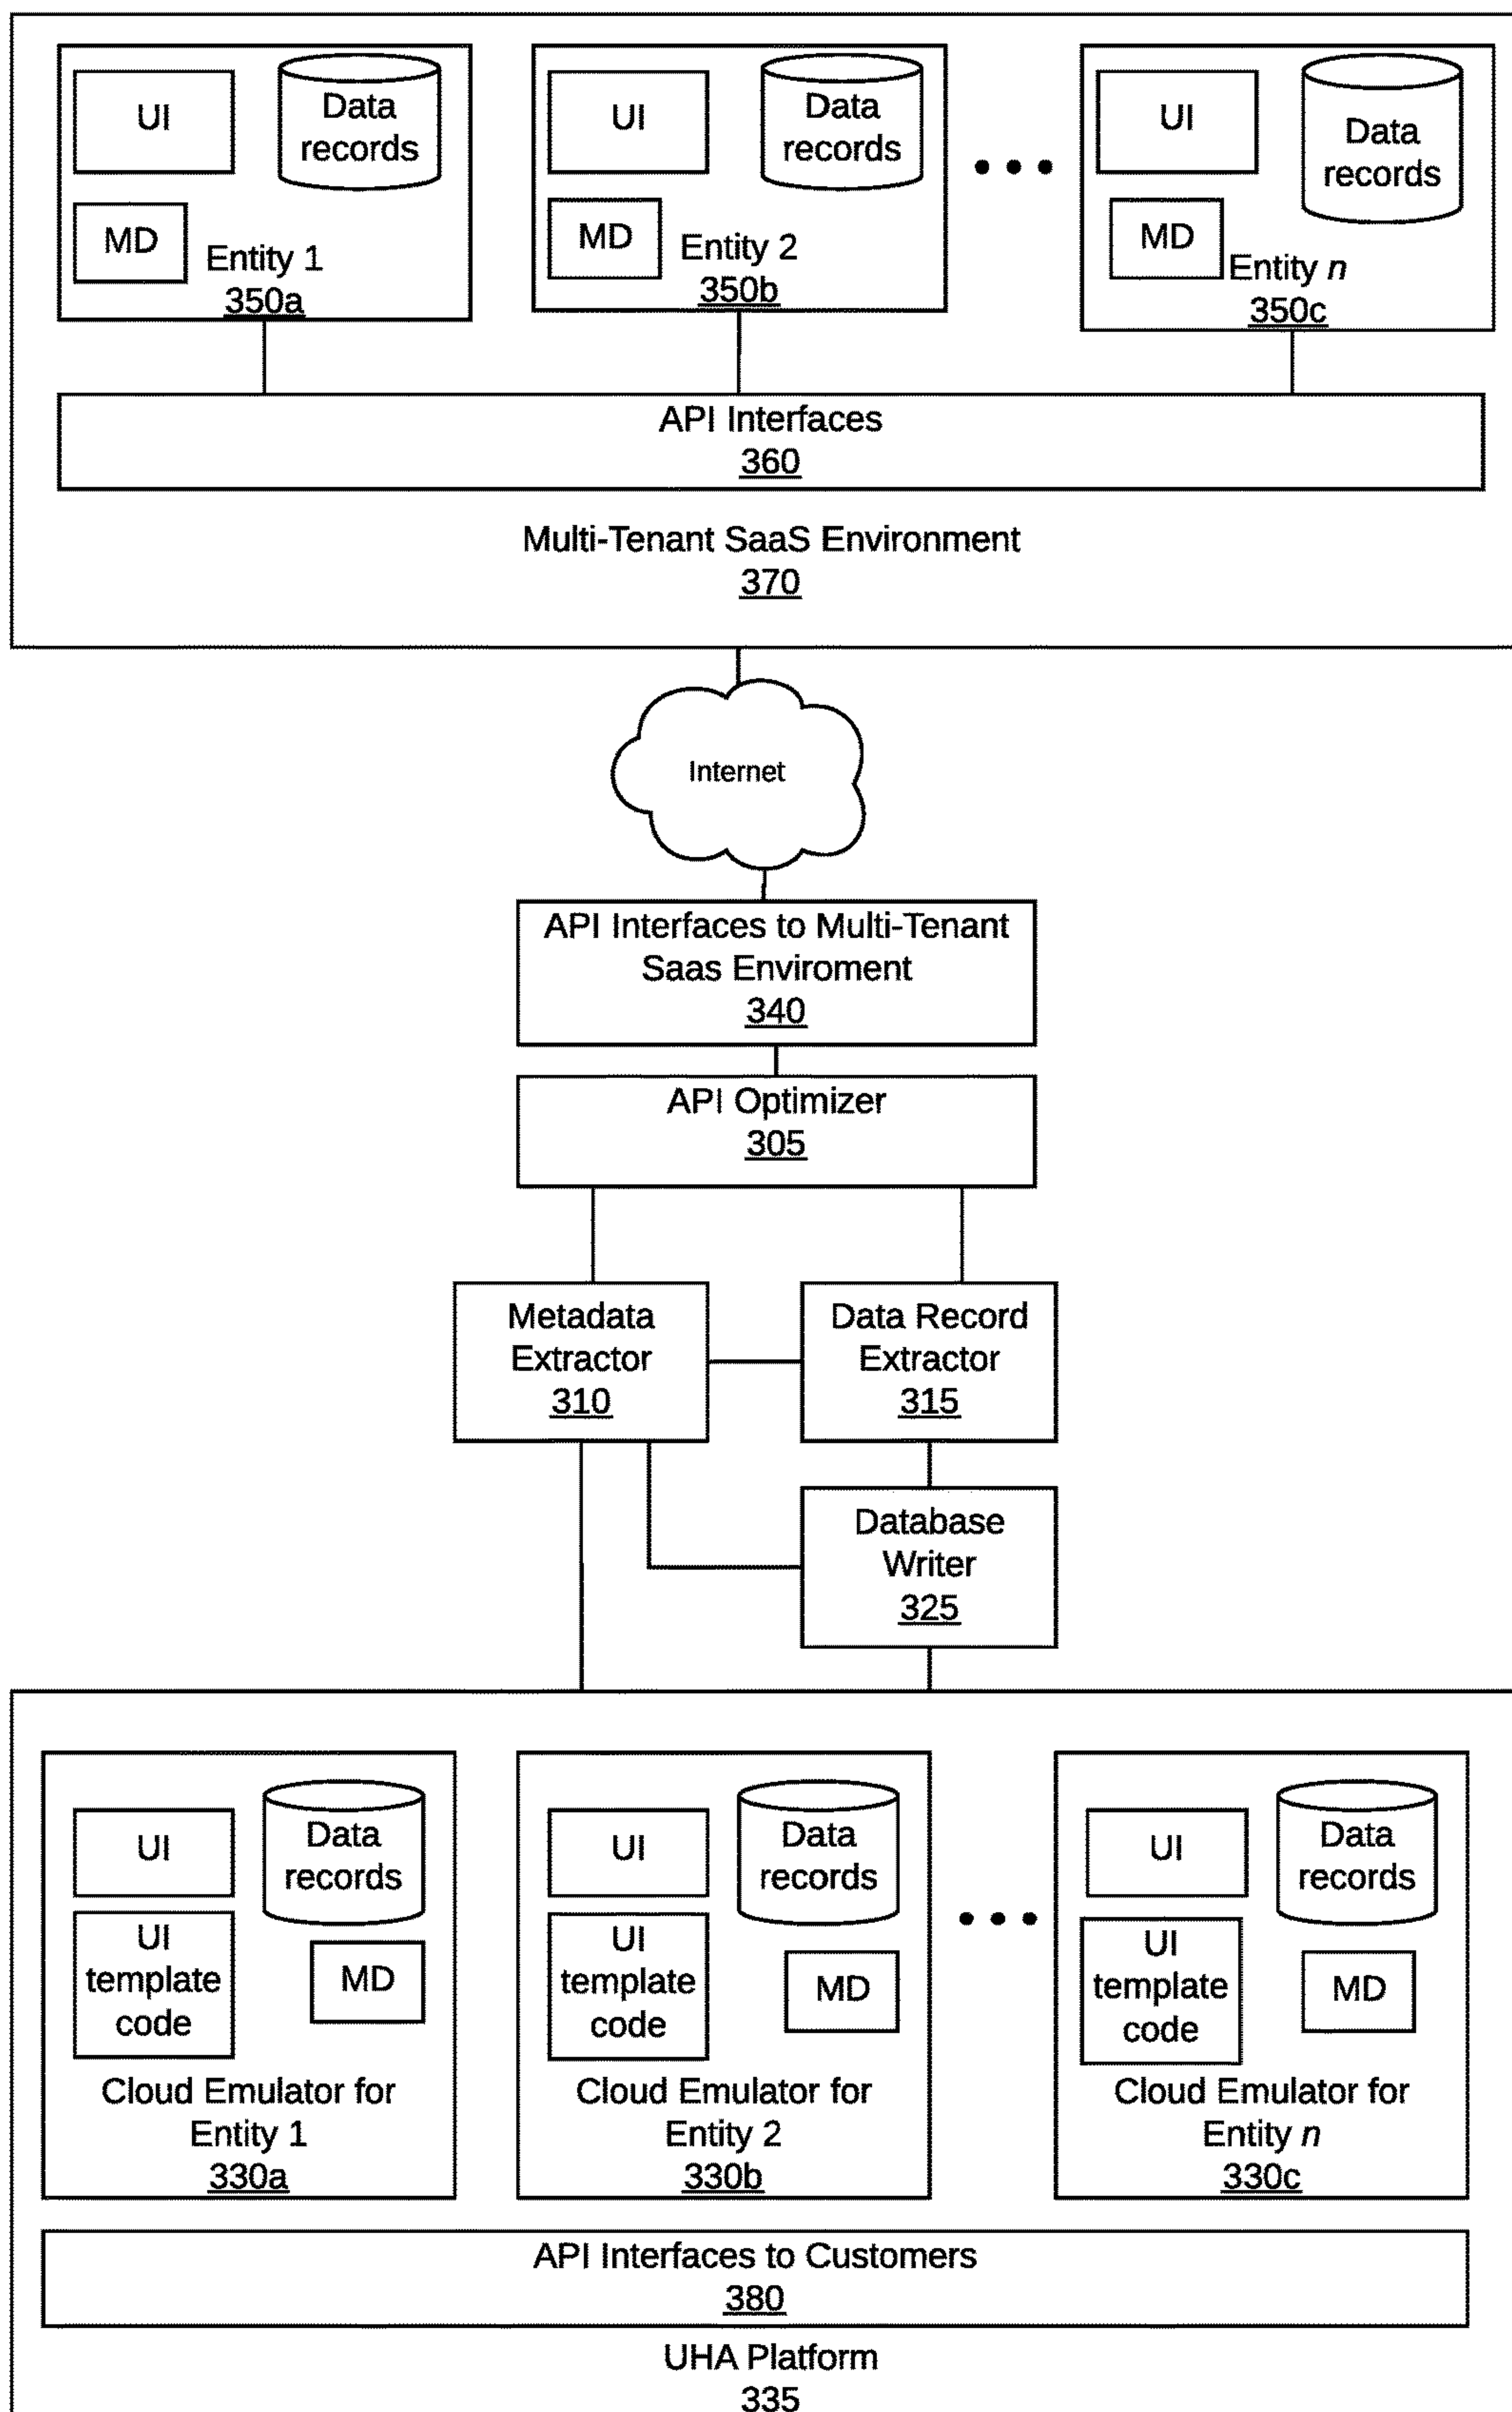 UI
Data
records
MD
Entity 1
350a
UI
Data
records
MD
Entity 2
350b
UI
Data
records
MD
Entity n
350c
API Interfaces
360
Multi-Tenant SaaS Environment
370
Internet
API Interfaces to Multi-Tenant
Saas Enviroment
340
API Optimizer
305
Metadata
Extractor
310
Data Record
Extractor
315
Database
Writer
325
UI
Data
records
UI
template
code
MD
Cloud Emulator for
Entity 1
330a
UI
Data
records
UI
template
code
MD
Cloud Emulator for
Entity 2
330b
UI
Data
records
UI
template
code
MD
Cloud Emulator for
Entity n
330c
API Interfaces to Customers
380
UHA Platform
335